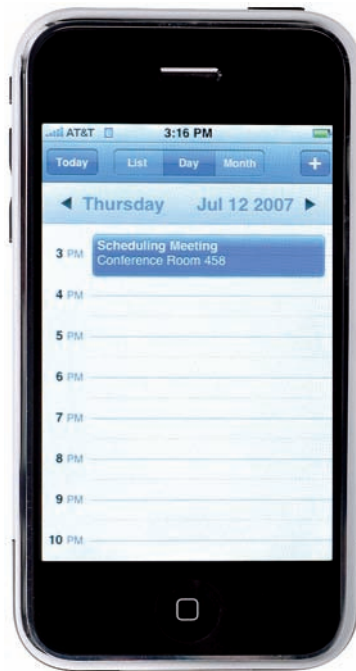 AT&T 3:16 PM
Today List Day Month +
Thursday Jul 12 2007
3 PM Scheduling Meeting
Conference Room 458
4 PM
5 PM
6 PM
7 PM
8 PM
9 PM
10 PM